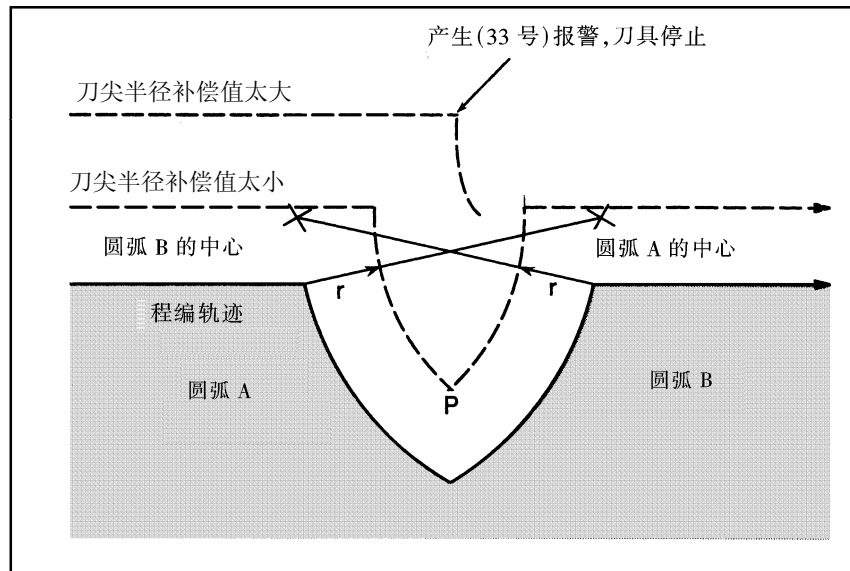 产生(33 号)报警,刀具停止
刀尖半径补偿值太大
刀尖半径补偿值太小
圆弧 B 的中心
圆弧 A 的中心
r
r
程编轨迹
圆弧 A
圆弧 B
P